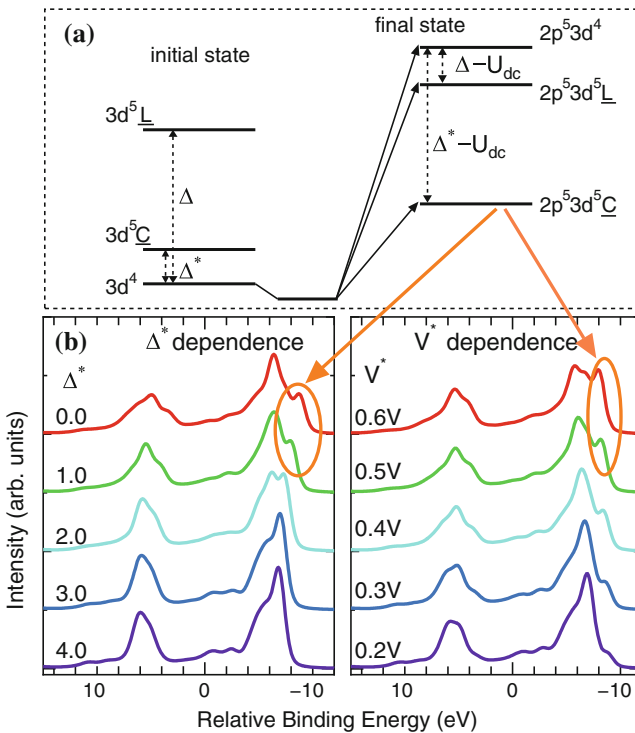 (a)
initial state
final state
3d⁵L̲
Δ
3d⁵C̲
Δ*
3d⁴
2p⁵3d⁴
Δ−U_dc
2p⁵3d⁵L̲
Δ*−U_dc
2p⁵3d⁵C̲
(b) Δ* dependence
Δ*
0.0
1.0
2.0
3.0
4.0
V* dependence
V*
0.6V
0.5V
0.4V
0.3V
0.2V
Intensity (arb. units)
10 0 −10
10 0 −10
Relative Binding Energy (eV)